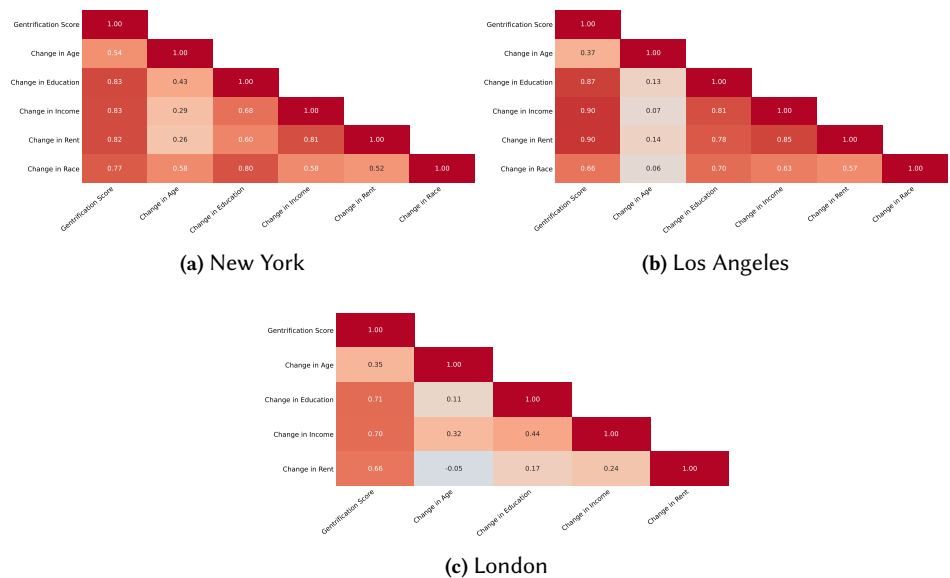 Gentrification Score 1.00
Change in Age 0.54 1.00
Change in Education 0.83 0.43 1.00
Change in Income 0.83 0.29 0.68 1.00
Change in Rent 0.82 0.26 0.60 0.81 1.00
Change in Race 0.77 0.58 0.80 0.58 0.52 1.00
Gentrification Score Change in Age Change in Education Change in Income Change in Rent Change in Race
(a) New York
Gentrification Score 1.00
Change in Age 0.37 1.00
Change in Education 0.87 0.13 1.00
Change in Income 0.90 0.07 0.81 1.00
Change in Rent 0.90 0.14 0.78 0.85 1.00
Change in Race 0.66 0.06 0.70 0.63 0.57 1.00
Gentrification Score Change in Age Change in Education Change in Income Change in Rent Change in Race
(b) Los Angeles
Gentrification Score 1.00
Change in Age 0.35 1.00
Change in Education 0.71 0.11 1.00
Change in Income 0.70 0.32 0.44 1.00
Change in Rent 0.66 -0.05 0.17 0.24 1.00
Gentrification Score Change in Age Change in Education Change in Income Change in Rent
(c) London